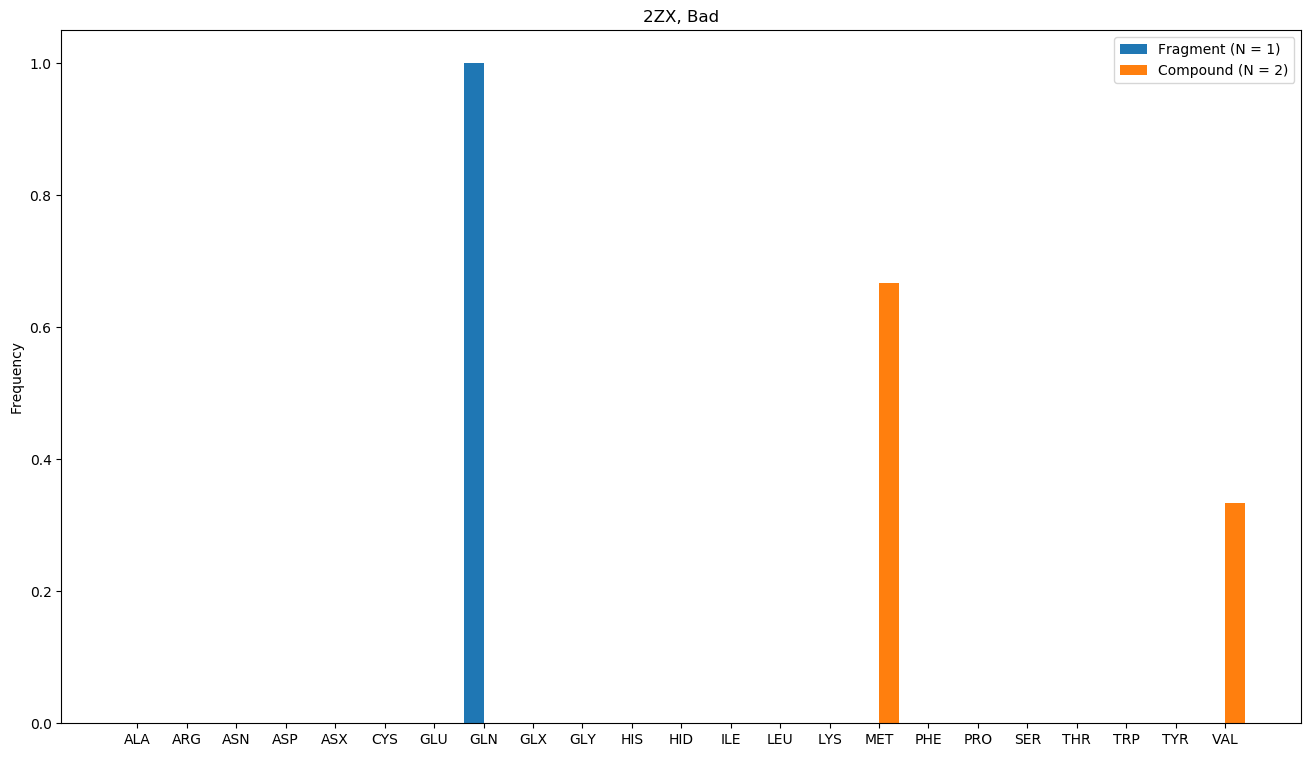 2ZX, Bad
Fragment (N = 1)
Compound (N = 2)
Frequency
1.0
0.8
0.6
0.4
0.2
0.0
ALA ARG ASN ASP ASX CYS GLU GLN GLX GLY HIS HID ILE LEU LYS MET PHE PRO SER THR TRP TYR VAL